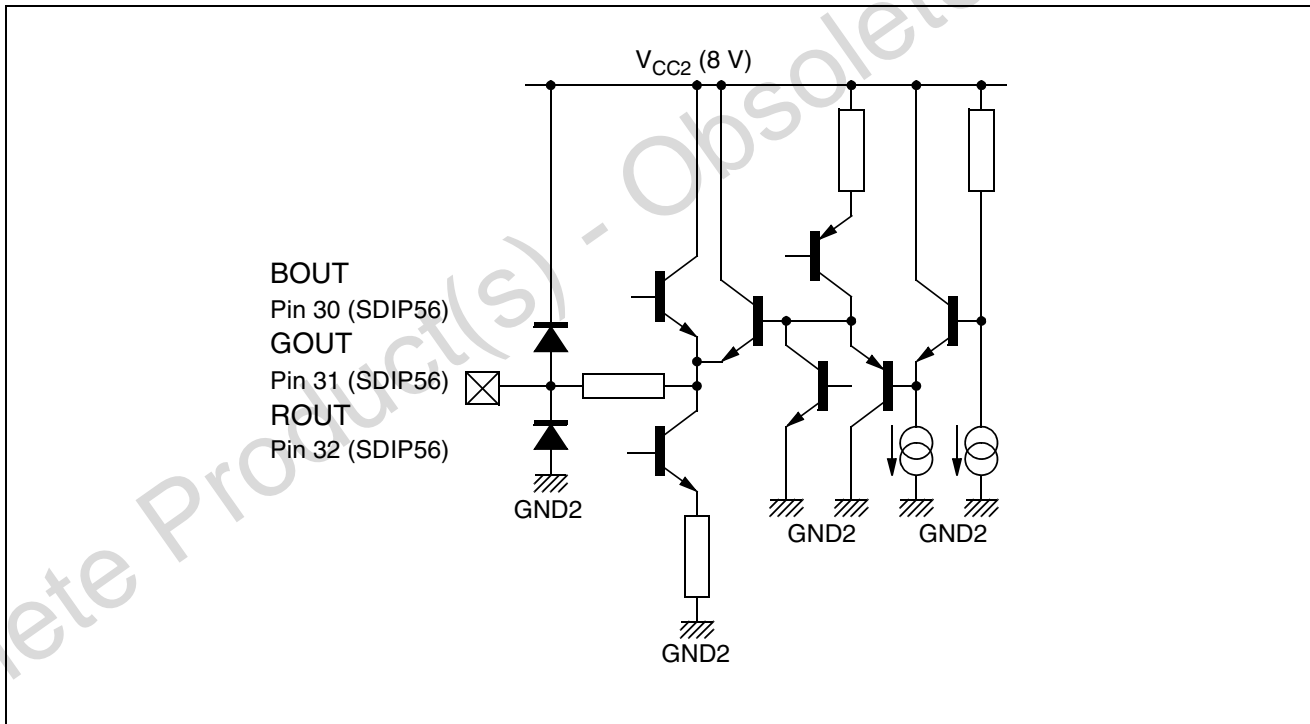 V_CC2 (8 V)
BOUT
Pin 30 (SDIP56)
GOUT
Pin 31 (SDIP56)
ROUT
Pin 32 (SDIP56)
GND2
GND2
GND2
GND2
lete Product(s) - Obsolete